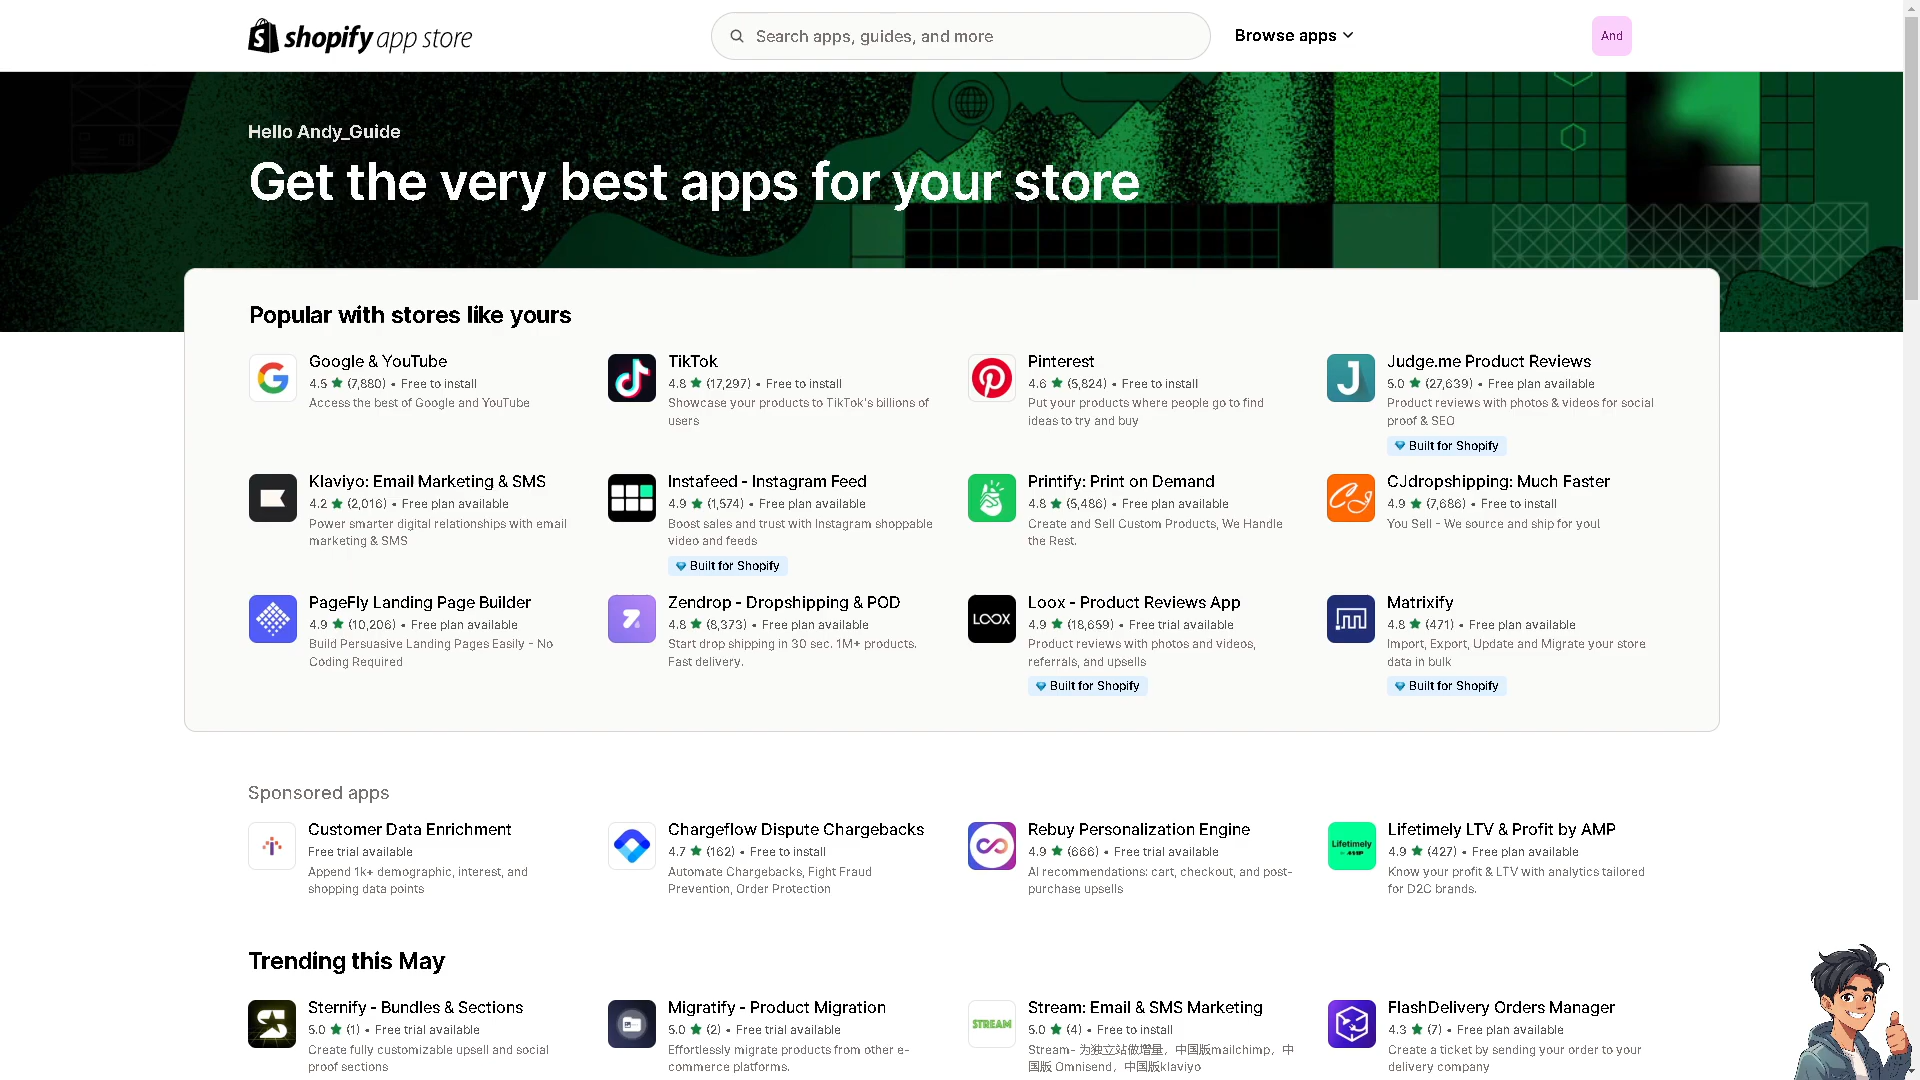 shopify app store
Search apps, guides, and more
Browse apps
And
Hello Andy_Guide
Get the very best apps for your store
Popular with stores like yours
Google & YouTube
4.5 ★ (7,880) • Free to install
Access the best of Google and YouTube
TikTok
4.8 ★ (17,297) • Free to install
Showcase your products to TikTok's billions of
users
Pinterest
4.6 ★ (5,824) • Free to install
Put your products where people go to find
ideas to try and buy
Judge.me Product Reviews
5.0 ★ (27,639) • Free plan available
Product reviews with photos & videos for social
proof & SEO
Built for Shopify
Klaviyo: Email Marketing & SMS
4.2 ★ (2,016) • Free plan available
Power smarter digital relationships with email
marketing & SMS
Instafeed - Instagram Feed
4.9 ★ (1,574) • Free plan available
Boost sales and trust with Instagram shoppable
video and feeds
Built for Shopify
Printify: Print on Demand
4.8 ★ (5,486) • Free plan available
Create and Sell Custom Products, We Handle
the Rest.
CJdropshipping: Much Faster
4.9 ★ (7,686) • Free to install
You Sell - We source and ship for you!
PageFly Landing Page Builder
4.9 ★ (10,206) • Free plan available
Build Persuasive Landing Pages Easily - No
Coding Required
Zendrop - Dropshipping & POD
4.8 ★ (8,373) • Free plan available
Start drop shipping in 30 sec. 1M+ products.
Fast delivery.
LOOX
Loox - Product Reviews App
4.9 ★ (18,659) • Free trial available
Product reviews with photos and videos,
referrals, and upsells
Built for Shopify
Matrixify
4.8 ★ (471) • Free plan available
Import, Export, Update and Migrate your store
data in bulk
Built for Shopify
Sponsored apps
Customer Data Enrichment
Free trial available
Append 1k+ demographic, interest, and
shopping data points
Chargeflow Dispute Chargebacks
4.7 ★ (162) • Free to install
Automate Chargebacks, Fight Fraud
Prevention, Order Protection
Rebuy Personalization Engine
4.9 ★ (666) • Free trial available
AI recommendations: cart, checkout, and post-
purchase upsells
Lifetimely
Lifetimely LTV & Profit by AMP
4.9 ★ (427) • Free plan available
Know your profit & LTV with analytics tailored
for D2C brands.
Trending this May
Sternify - Bundles & Sections
5.0 ★ (1) • Free trial available
Create fully customizable upsell and social
proof sections
Migratify - Product Migration
5.0 ★ (2) • Free trial available
Effortlessly migrate products from other e-
commerce platforms.
STREAM
Stream: Email & SMS Marketing
5.0 ★ (4) • Free to install
Stream- 为独立站做增量，中国版mailchimp，中
国版 Omnisend，中国版klaviyo
FlashDelivery Orders Manager
4.3 ★ (7) • Free plan available
Create a ticket by sending your order to your
delivery company